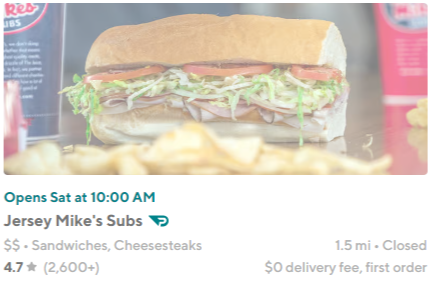 Opens Sat at 10:00 AM
Jersey Mike's Subs
$$ • Sandwiches, Cheesesteaks
1.5 mi • Closed
4.7 ★ (2,600+)
$0 delivery fee, first order